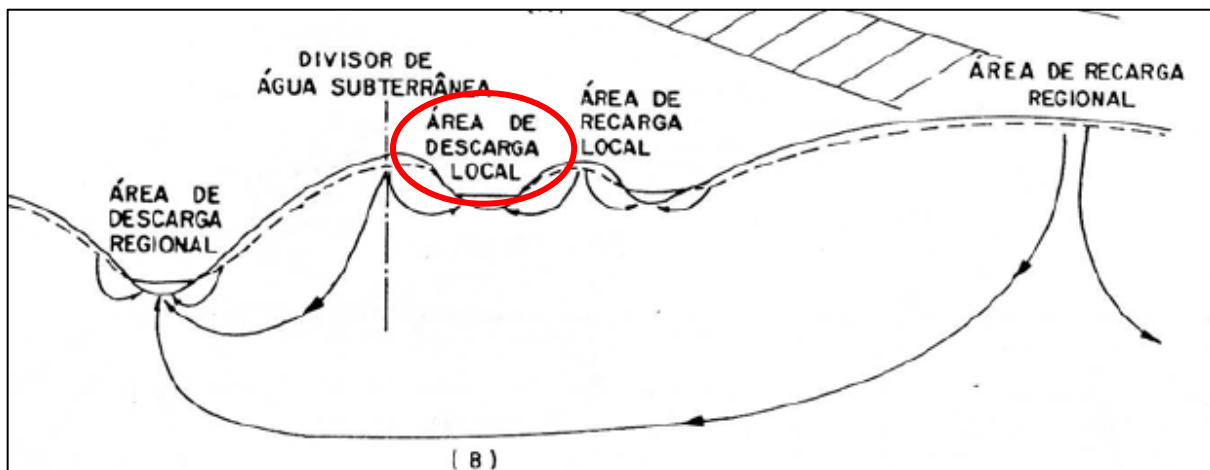 DIVISOR DE
ÁGUA SUBTERRÂNEA
ÁREA DE
DESCARGA
LOCAL
ÁREA DE
RECARGA
LOCAL
ÁREA DE RECARGA
REGIONAL
ÁREA DE
DESCARGA
REGIONAL
( B )